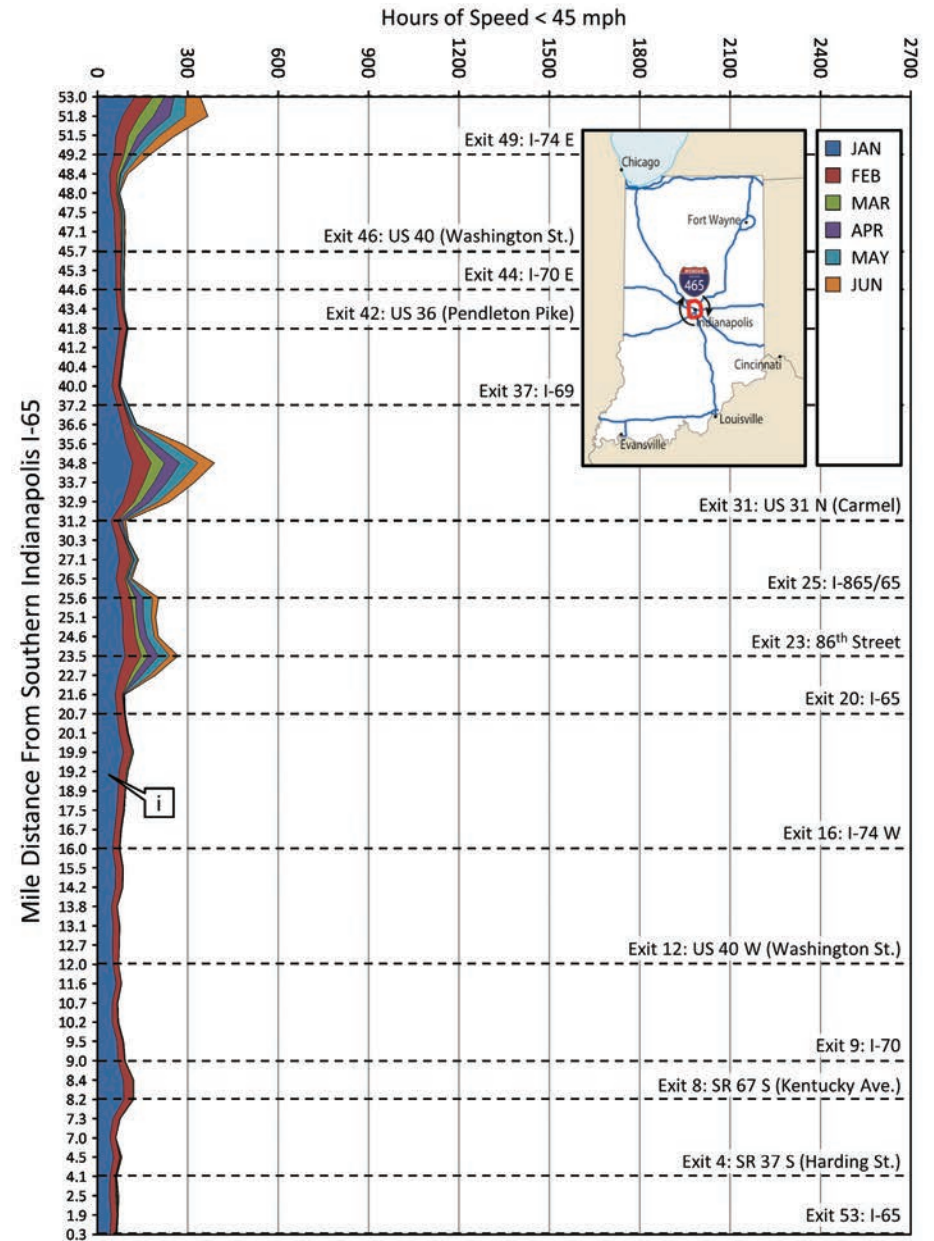 Hours of Speed < 45 mph
0
300
600
900
1200
1500
1800
2100
2400
2700
Mile Distance From Southern Indianapolis I-65
53.0
51.8
51.5
49.2
48.4
48.0
47.5
47.1
45.7
45.3
44.6
43.4
41.8
41.2
40.4
40.0
37.2
36.6
35.6
34.8
33.7
32.9
31.2
30.3
27.1
26.5
25.6
25.1
24.6
23.5
22.7
21.6
20.7
20.1
19.9
19.2
18.9
17.5
16.7
16.0
15.5
14.2
13.8
13.1
12.7
12.0
11.6
10.7
10.2
9.5
9.0
8.4
8.2
7.3
7.0
4.5
4.1
2.5
1.9
0.3
Exit 49: I-74 E
Exit 46: US 40 (Washington St.)
Exit 44: I-70 E
Exit 42: US 36 (Pendleton Pike)
Exit 37: I-69
Exit 31: US 31 N (Carmel)
Exit 25: I-865/65
Exit 23: 86th Street
Exit 20: I-65
i
Exit 16: I-74 W
Exit 12: US 40 W (Washington St.)
Exit 9: I-70
Exit 8: SR 67 S (Kentucky Ave.)
Exit 4: SR 37 S (Harding St.)
Exit 53: I-65
Chicago
Fort Wayne
465
D
Indianapolis
Cincinnati
Louisville
Evansville
JAN
FEB
MAR
APR
MAY
JUN